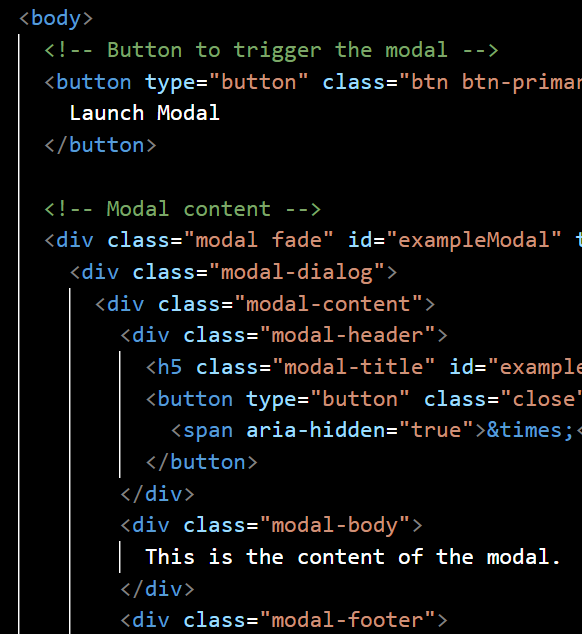 <body>
<!-- Button to trigger the modal -->
<button type="button" class="btn btn-primar
Launch Modal
</button>
<!-- Modal content -->
<div class="modal fade" id="exampleModal" t
<div class="modal-dialog">
<div class="modal-content">
<div class="modal-header">
<h5 class="modal-title" id="example
<button type="button" class="close"
<span aria-hidden="true">&times;<
</button>
</div>
<div class="modal-body">
This is the content of the modal.
</div>
<div class="modal-footer">